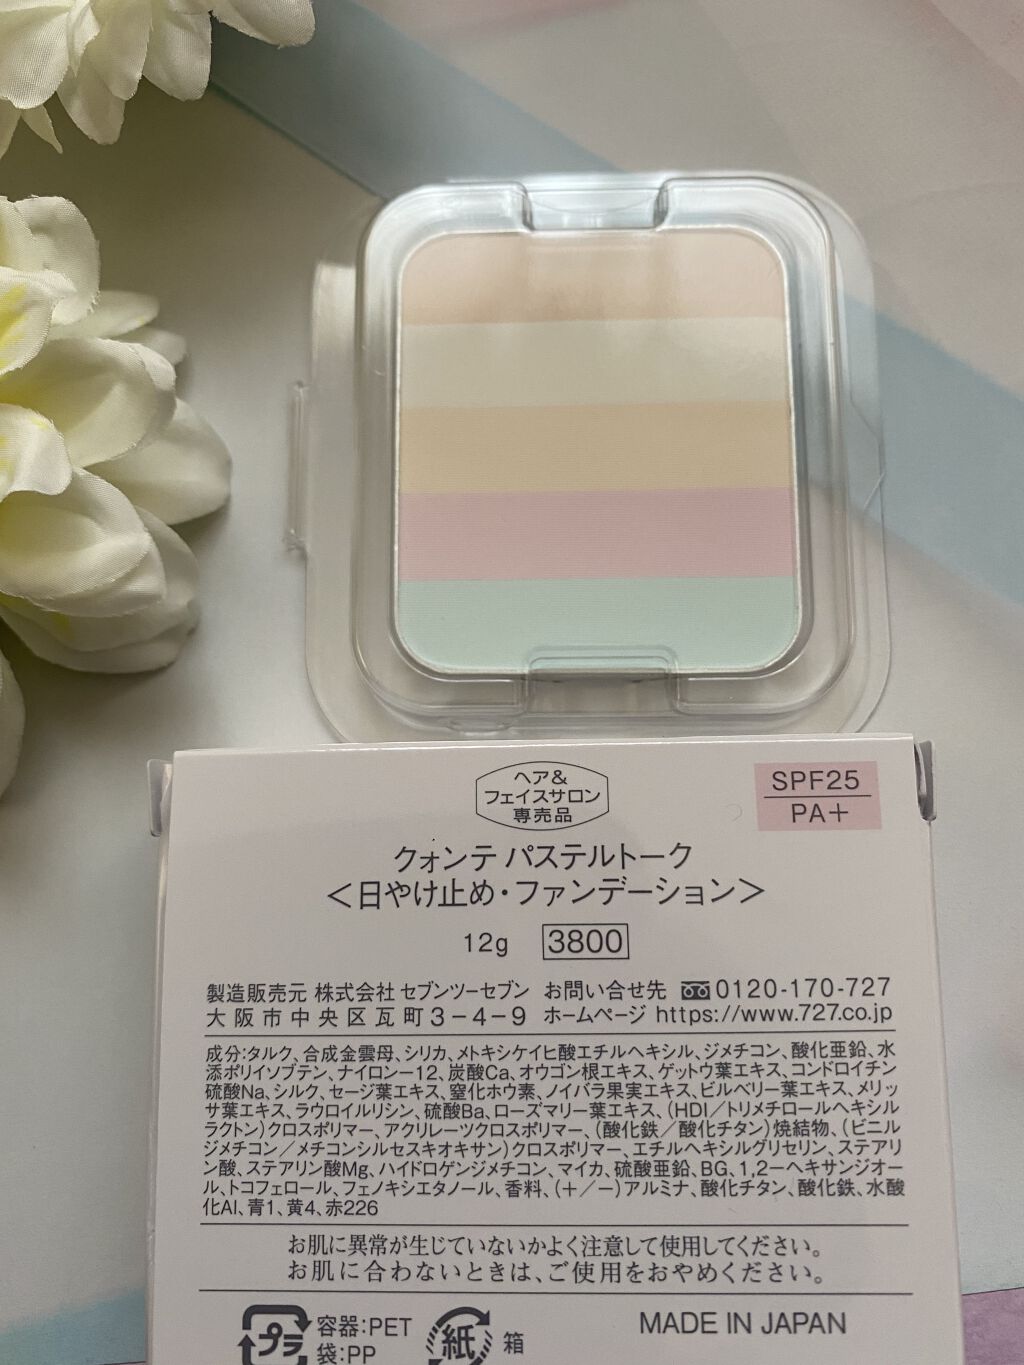 ヘア&
フェイスサロン
専売品
SPF25
PA＋
クォンテ パステルトーク
＜日やけ止め・ファンデーション＞
12g 3800
製造販売元 株式会社 セブンツーセブン お問い合せ先 0120-170-727
大阪市中央区瓦町3－4－9 ホームページ https://www.727.co.jp
成分:タルク、合成金雲母、シリカ、メトキシケイヒ酸エチルヘキシル、ジメチコン、酸化亜鉛、水
添ポリイソブテン、ナイロン－12、炭酸Ca、オウゴン根エキス、ゲットウ葉エキス、コンドロイチン
硫酸Na、シルク、セージ葉エキス、窒化ホウ素、ノイバラ果実エキス、ビルベリー葉エキス、メリッ
サ葉エキス、ラウロイルリシン、硫酸Ba、ローズマリー葉エキス、(HDI／トリメチロールヘキシル
ラクトン)クロスポリマー、アクリレーツクロスポリマー、(酸化鉄／酸化チタン)焼結物、(ビニル
ジメチコン／メチコンシルセスキオキサン)クロスポリマー、エチルヘキシルグリセリン、ステアリ
ン酸、ステアリン酸Mg、ハイドロゲンジメチコン、マイカ、硫酸亜鉛、BG、1,2－ヘキサンジオー
ル、トコフェロール、フェノキシエタノール、香料、(＋／－)アルミナ、酸化チタン、酸化鉄、水酸
化Al、青1、黄4、赤226
お肌に異常が生じていないかよく注意して使用してください。
お肌に合わないときは、ご使用をおやめください。
プラ 容器:PET 紙 箱 MADE IN JAPAN
袋:PP